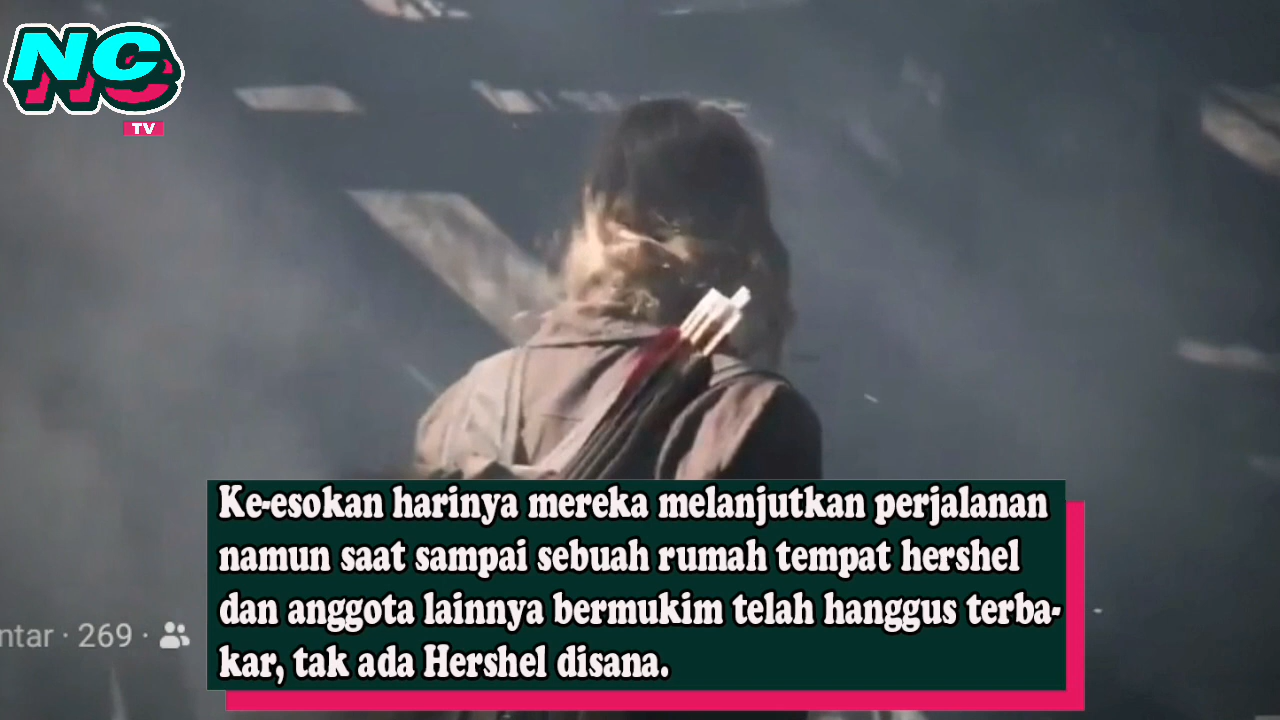 NC
TV
Ke-esokan harinya mereka melanjutkan perjalanan
namun saat sampai sebuah rumah tempat hershel
dan anggota lainnya bermukim telah hanggus terba-
kar, tak ada Hershel disana.
ntar · 269 ·